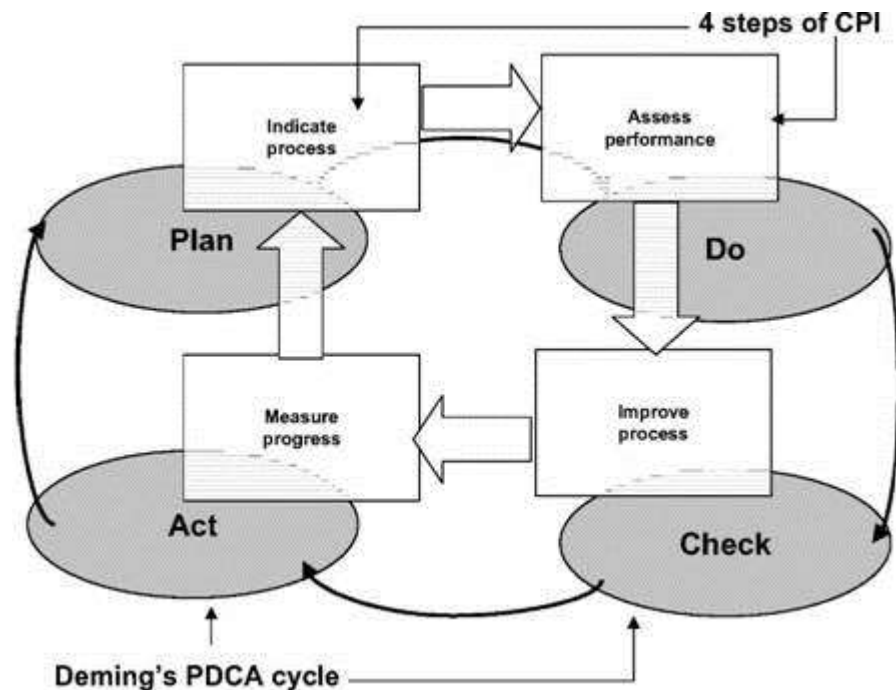 4 steps of CPI
Indicate
process
Assess
performance
Plan
Do
Measure
progress
Improve
process
Act
Check
Deming's PDCA cycle